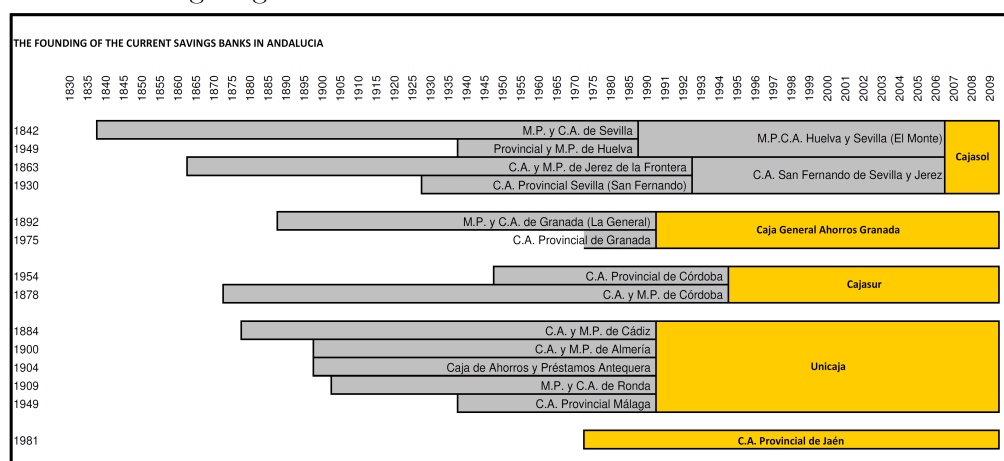 THE FOUNDING OF THE CURRENT SAVINGS BANKS IN ANDALUCIA
1830 1835 1840 1845 1850 1855 1860 1865 1870 1875 1880 1885 1890 1895 1900 1905 1910 1915 1920 1925 1930 1935 1940 1945 1950 1955 1960 1965 1970 1975 1980 1985 1990 1991 1992 1993 1994 1995 1996 1997 1998 1999 2000 2001 2002 2003 2004 2005 2006 2007 2008 2009
1842 M.P. y C.A. de Sevilla
M.P.C.A. Huelva y Sevilla (El Monte)
1949 Provincial y M.P. de Huelva
Cajasol
1863 C.A. y M.P. de Jerez de la Frontera
C.A. San Fernando de Sevilla y Jerez
1930 C.A. Provincial Sevilla (San Fernando)
1892 M.P. y C.A. de Granada (La General)
Caja General Ahorros Granada
1975 C.A. Provincial de Granada
1954 C.A. Provincial de Córdoba
Cajasur
1878 C.A. y M.P. de Córdoba
1884 C.A. y M.P. de Cádiz
1900 C.A. y M.P. de Almería
1904 Caja de Ahorros y Préstamos Antequera
Unicaja
1909 M.P. y C.A. de Ronda
1949 C.A. Provincial Málaga
1981 C.A. Provincial de Jaén